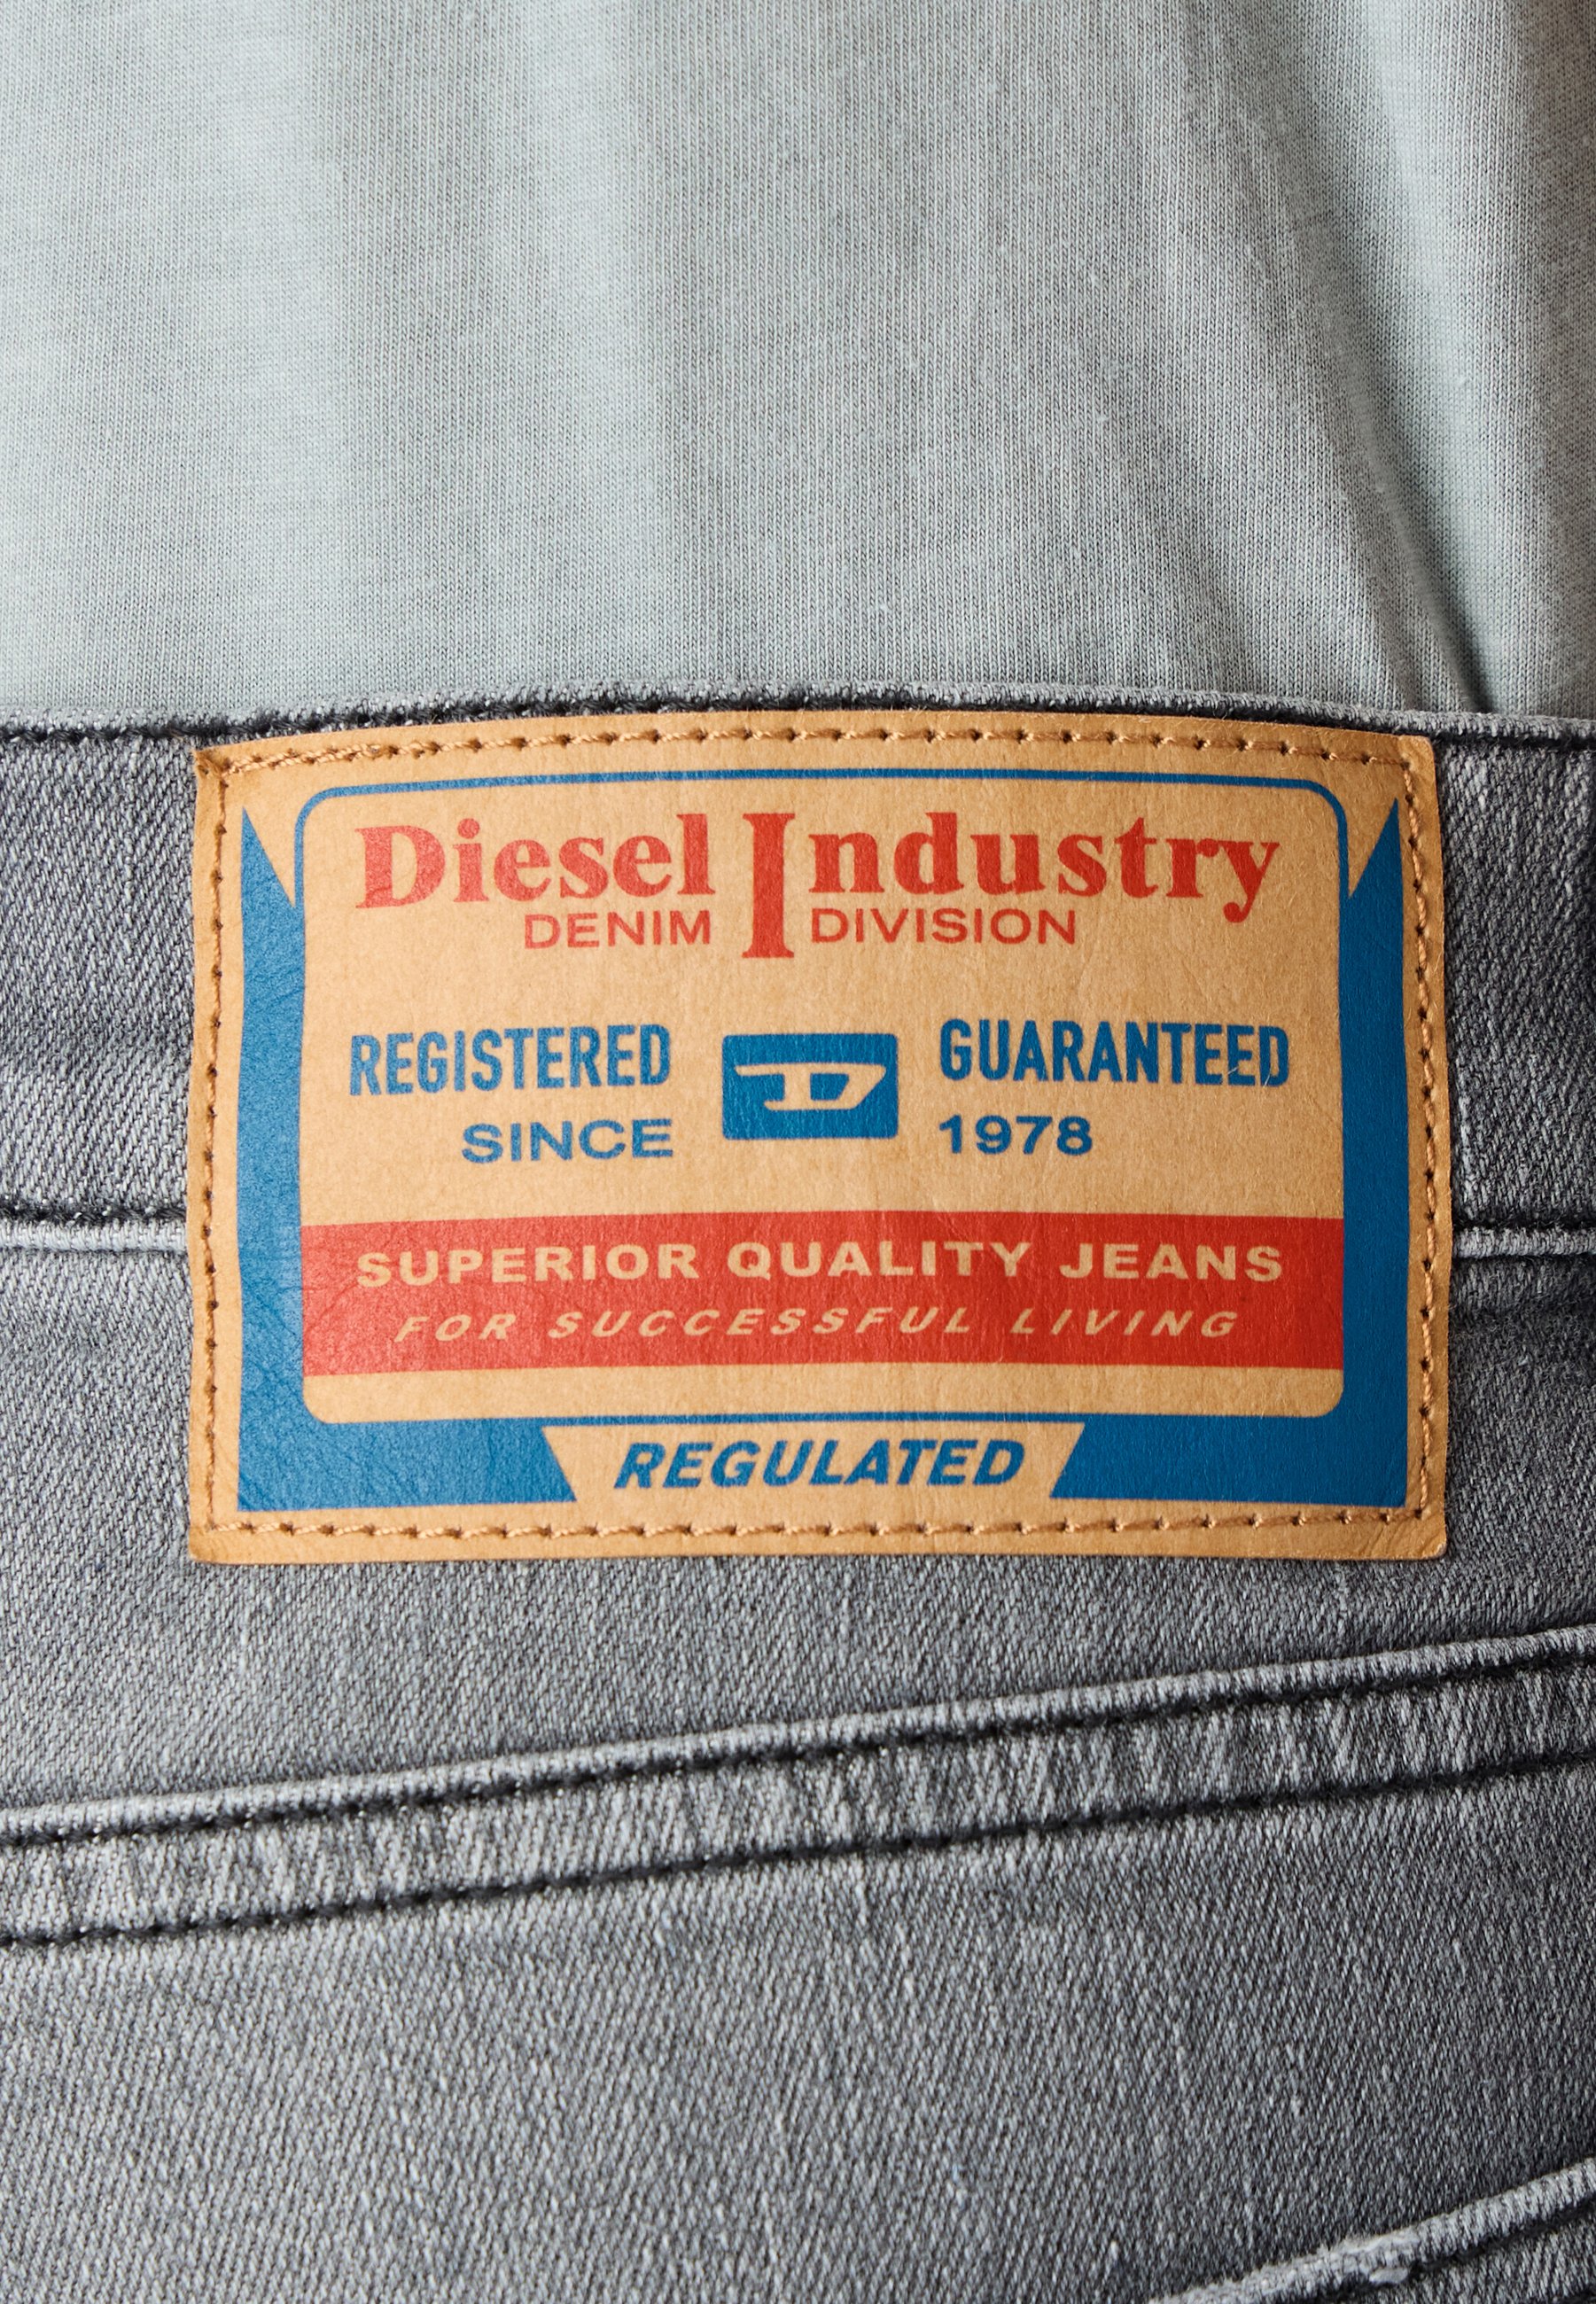 Diesel Industry
DENIM DIVISION
REGISTERED D GUARANTEED
SINCE 1978
SUPERIOR QUALITY JEANS
FOR SUCCESSFUL LIVING
REGULATED